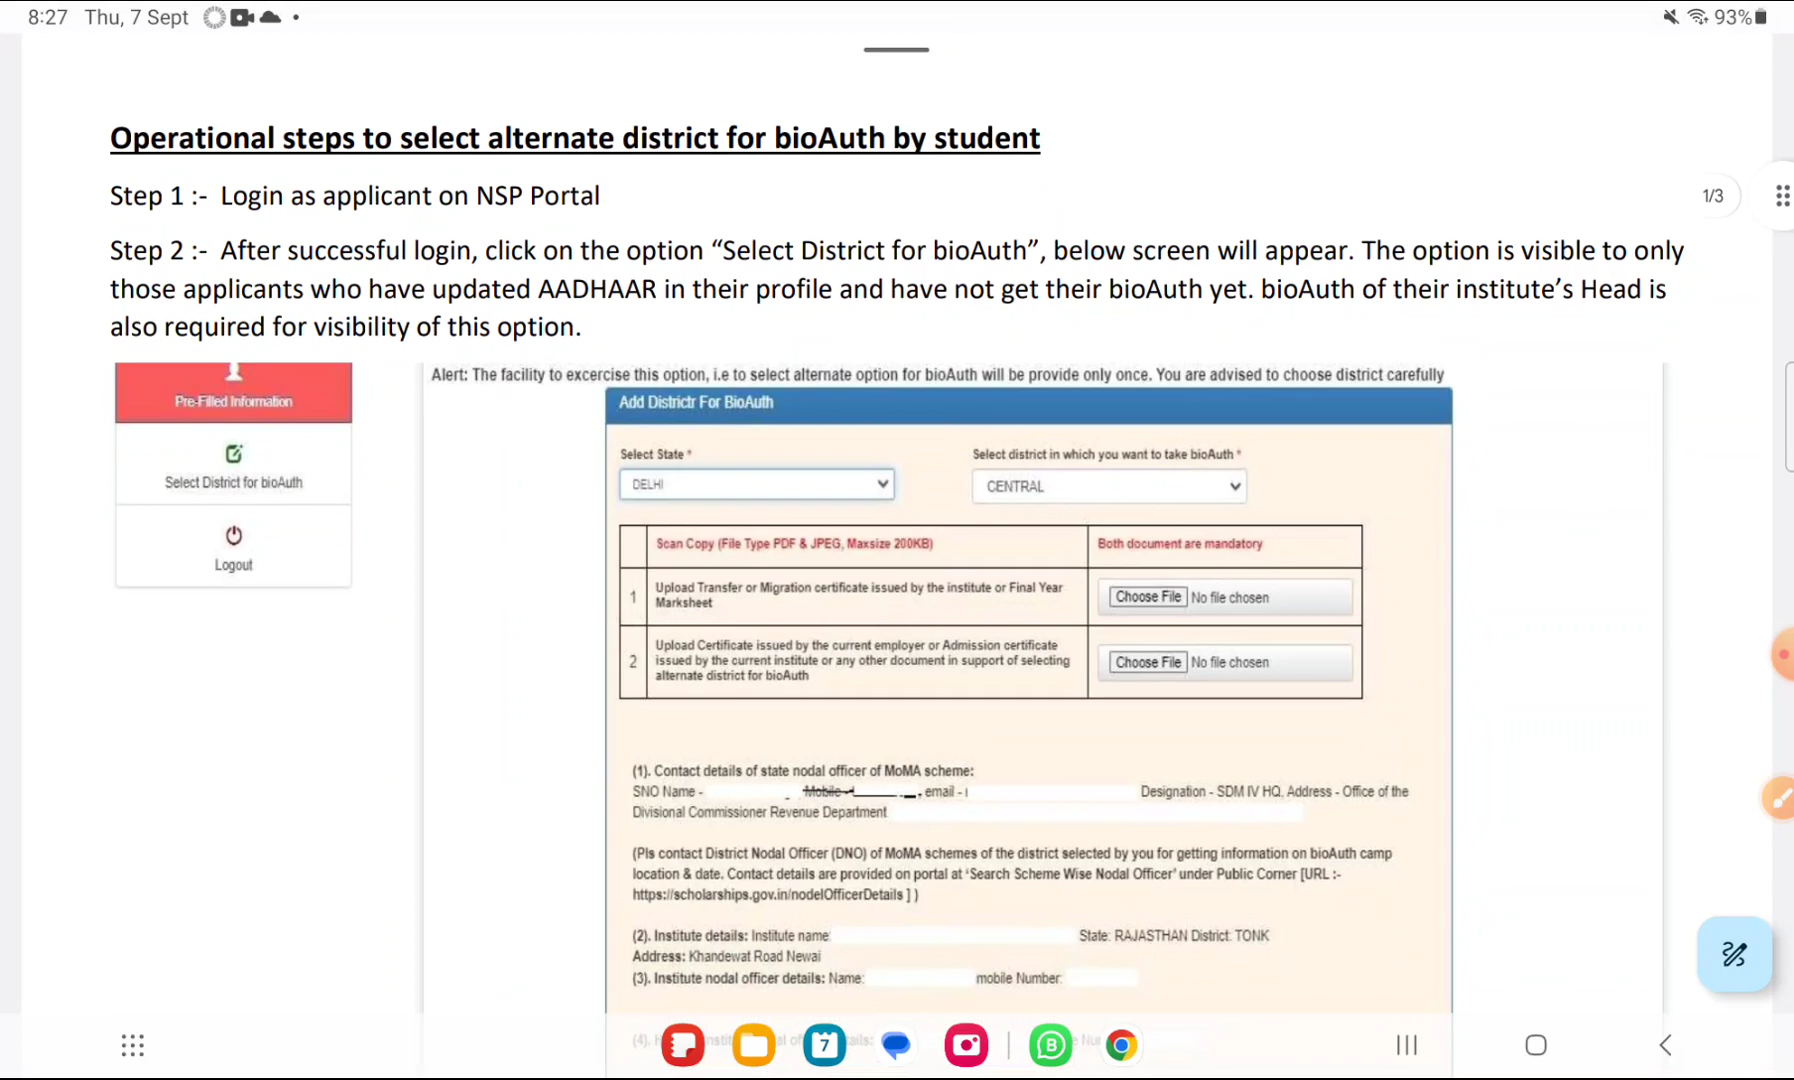 8:27 Thu, 7 Sept
93%
Operational steps to select alternate district for bioAuth by student
Step 1 :- Login as applicant on NSP Portal
1/3
Step 2 :- After successful login, click on the option “Select District for bioAuth”, below screen will appear. The option is visible to only
those applicants who have updated AADHAAR in their profile and have not get their bioAuth yet. bioAuth of their institute’s Head is
also required for visibility of this option.
Pre-Filled Information
Select District for bioAuth
Logout
Alert: The facility to excercise this option, i.e to select alternate option for bioAuth will be provide only once. You are advised to choose district carefully
Add Districtr For BioAuth
Select State * Select district in which you want to take bioAuth *
DELHI CENTRAL
Scan Copy (File Type PDF & JPEG, Maxsize 200KB) Both document are mandatory
1 Upload Transfer or Migration certificate issued by the institute or Final Year
Marksheet
Choose File No file chosen
2 Upload Certificate issued by the current employer or Admission certificate
issued by the current institute or any other document in support of selecting
alternate district for bioAuth
Choose File No file chosen
(1). Contact details of state nodal officer of MoMA scheme:
SNO Name - Mobile - , email - Designation - SDM IV HQ, Address - Office of the
Divisional Commissioner Revenue Department
(Pls contact District Nodal Officer (DNO) of MoMA schemes of the district selected by you for getting information on bioAuth camp
location & date. Contact details are provided on portal at ‘Search Scheme Wise Nodal Officer’ under Public Corner [URL :-
https://scholarships.gov.in/nodelOfficerDetails ] )
(2). Institute details: Institute name: State: RAJASTHAN District: TONK
Address: Khandewat Road Newai
(3). Institute nodal officer details: Name: mobile Number:
(4).
7